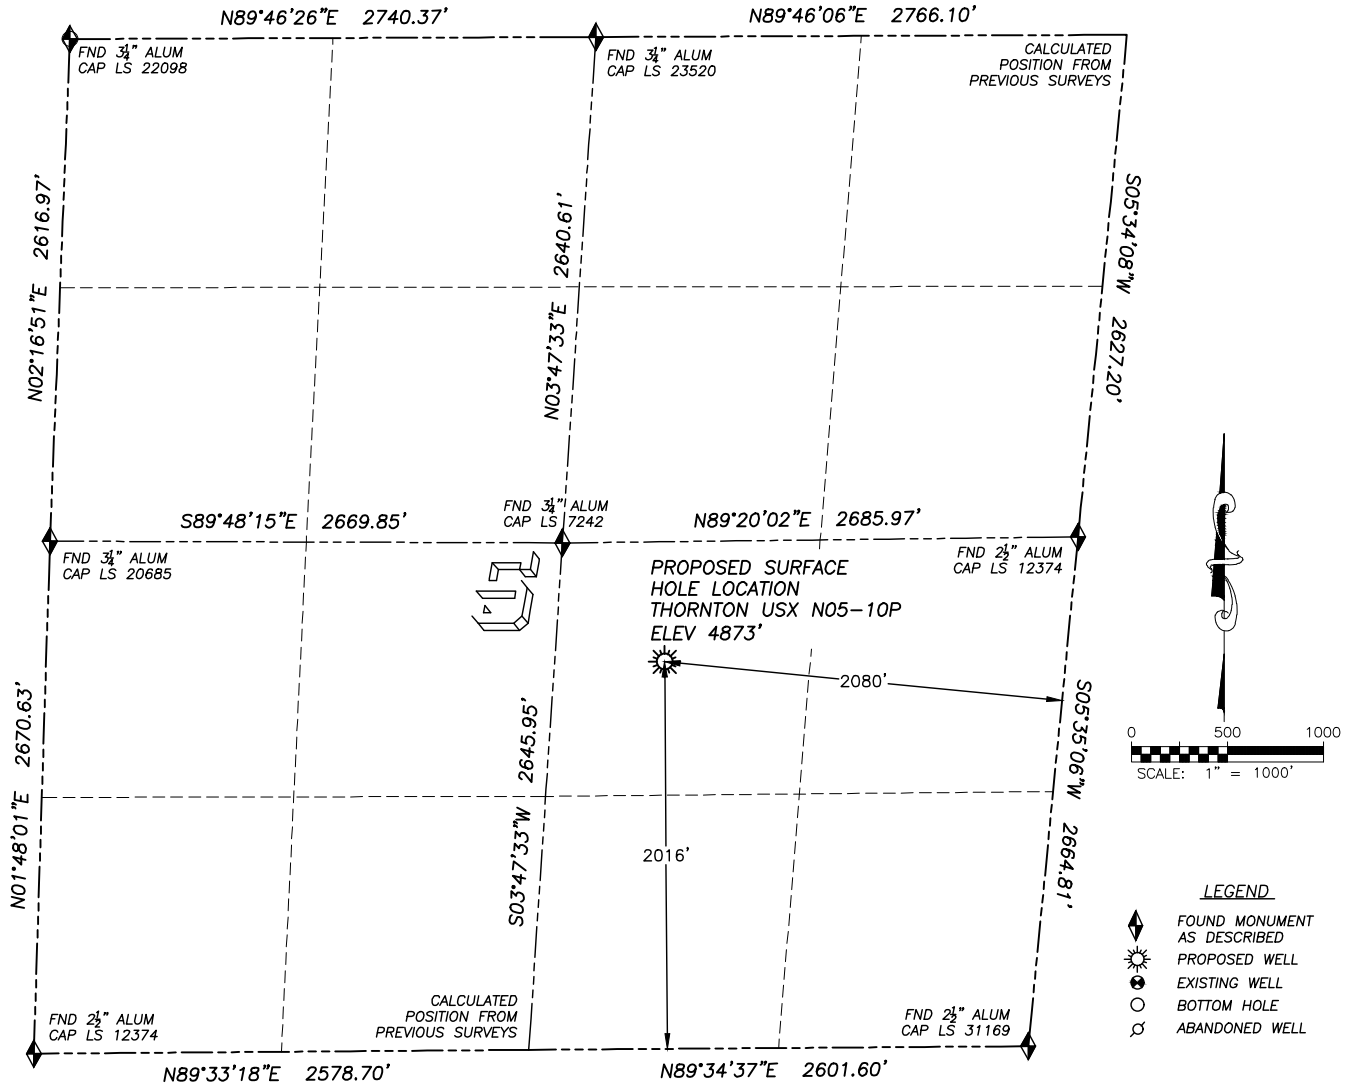 N89°46'26"E 2740.37'
N89°46'06"E 2766.10'
FND 3¼" ALUM
CAP LS 22098
FND 3¼" ALUM
CAP LS 23520
CALCULATED
POSITION FROM
PREVIOUS SURVEYS
N02°16'51"E 2616.97'
N03°47'33"E 2640.61'
S05°34'08"W 2627.20'
S89°48'15"E 2669.85'
FND 3¼" ALUM
CAP LS 7242
N89°20'02"E 2685.97'
FND 3¼" ALUM
CAP LS 20685
FND 2½" ALUM
CAP LS 12374
PROPOSED SURFACE
HOLE LOCATION
THORNTON USX N05-10P
ELEV 4873'
2080'
2016'
N01°48'01"E 2670.63'
S03°47'33"W 2645.95'
S05°35'06"W 2664.81'
0 500 1000
SCALE: 1" = 1000'
LEGEND
FOUND MONUMENT
AS DESCRIBED
PROPOSED WELL
EXISTING WELL
BOTTOM HOLE
ABANDONED WELL
FND 2½" ALUM
CAP LS 12374
CALCULATED
POSITION FROM
PREVIOUS SURVEYS
FND 2½" ALUM
CAP LS 31169
N89°33'18"E 2578.70'
N89°34'37"E 2601.60'